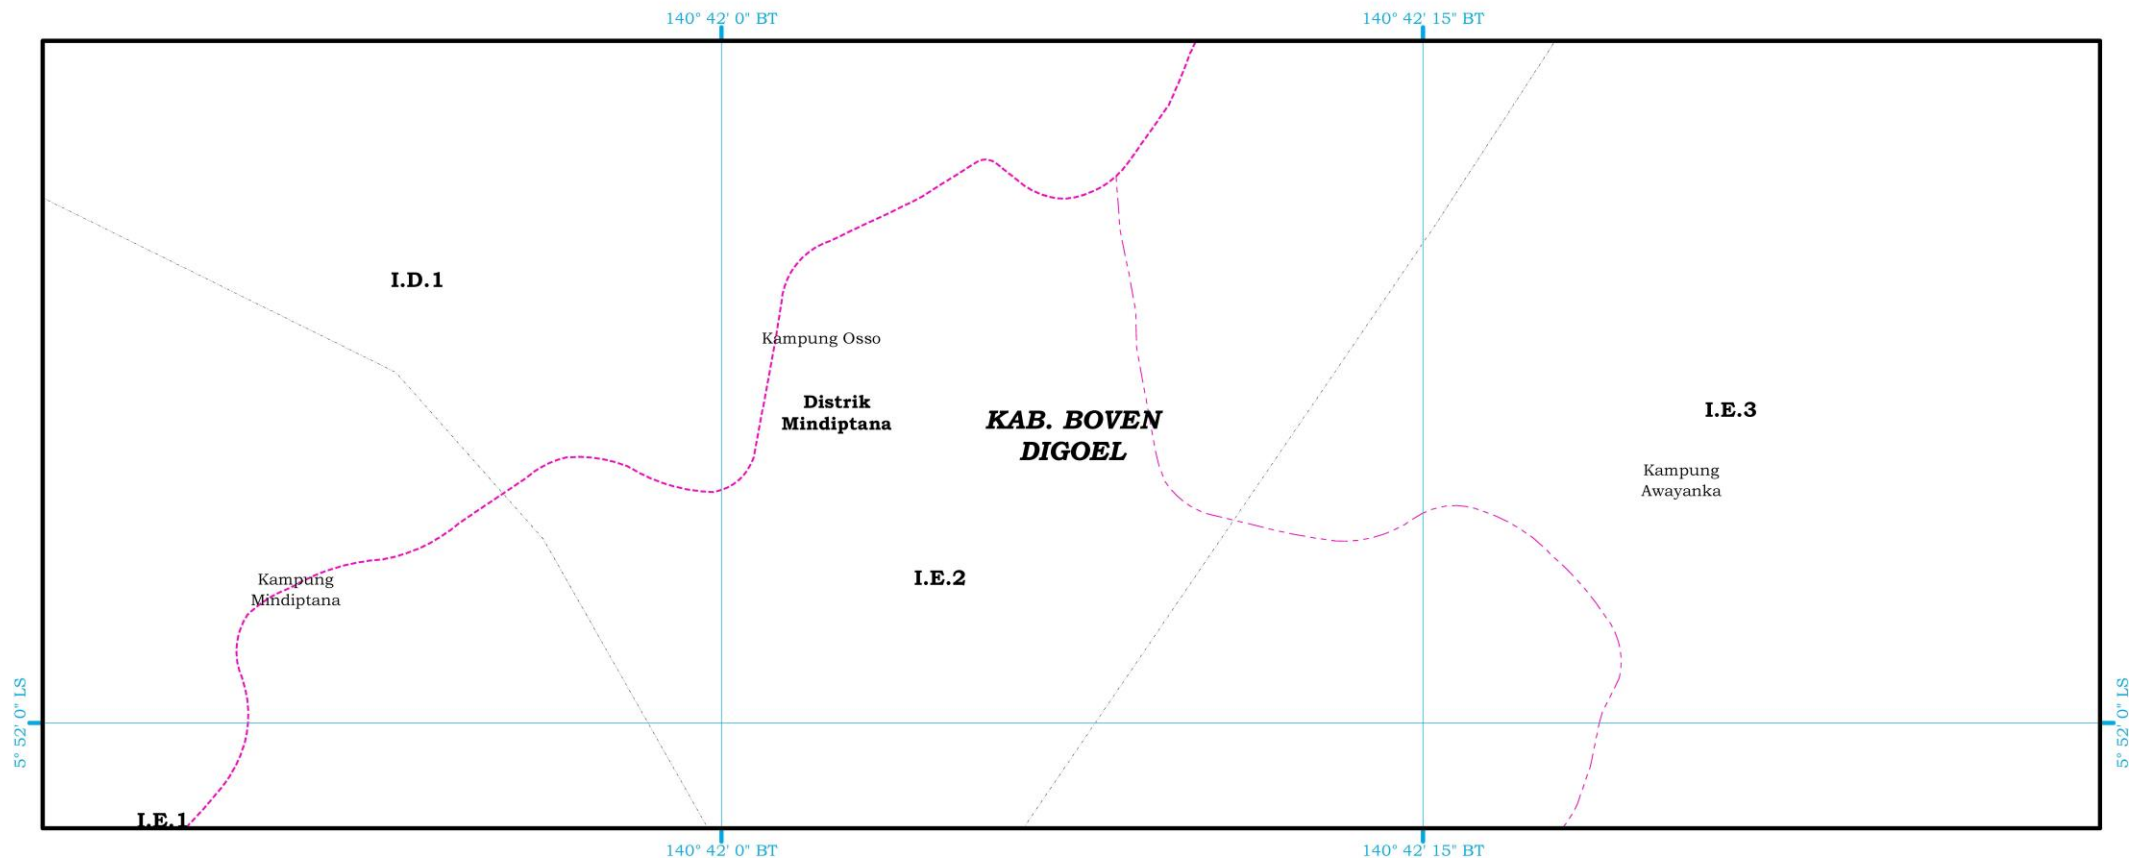 140° 42' 0" BT
140° 42' 15" BT
I.D.1
Kampung Osso
Distrik
Mindiptana
KAB. BOVEN
DIGOEL
I.E.3
Kampung
Awayanka
I.E.2
Kampung
Mindiptana
5° 52' 0" LS
5° 52' 0" LS
I.E.1
140° 42' 0" BT
140° 42' 15" BT